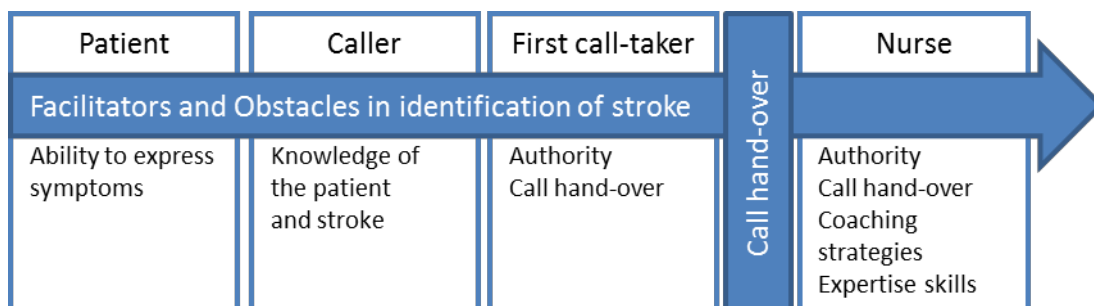 Patient
Caller
First call-taker
Call hand-over
Nurse
Facilitators and Obstacles in identification of stroke
Ability to express
symptoms
Knowledge of
the patient
and stroke
Authority
Call hand-over
Authority
Call hand-over
Coaching
strategies
Expertise skills